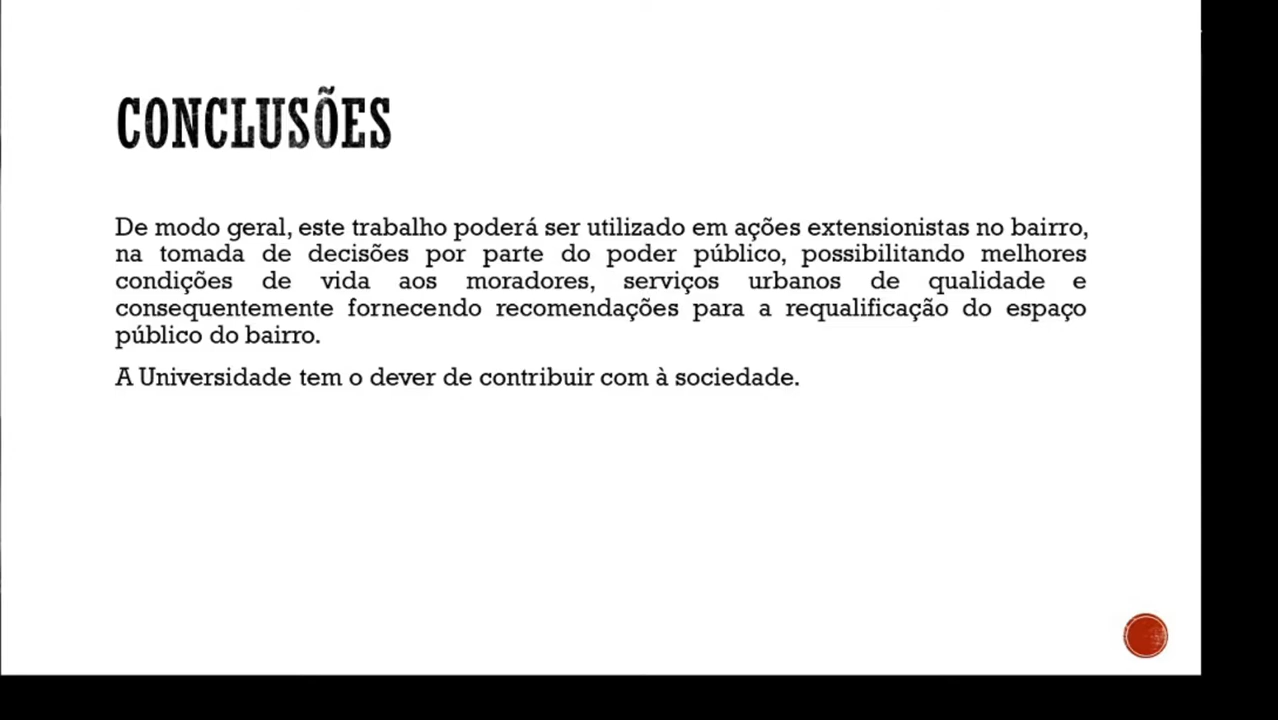 CONCLUSÕES
De modo geral, este trabalho poderá ser utilizado em ações extensionistas no bairro,
na tomada de decisões por parte do poder público, possibilitando melhores
condições de vida aos moradores, serviços urbanos de qualidade e
consequentemente fornecendo recomendações para a requalificação do espaço
público do bairro.
A Universidade tem o dever de contribuir com à sociedade.